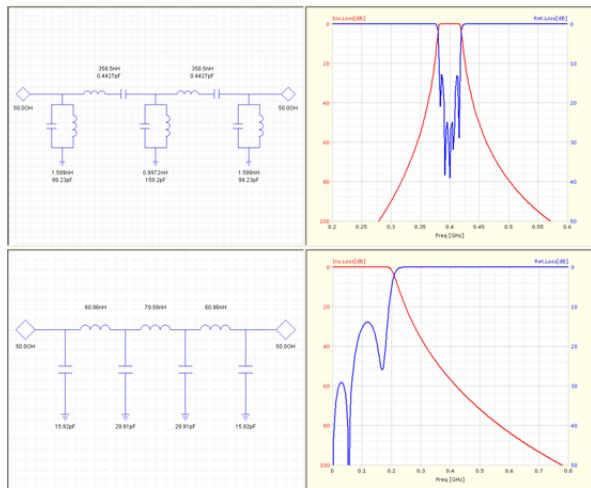 Ins.Loss[dB] Ret.Loss[dB]
358.5nH 358.5nH
0.4427pF 0.4427pF
50.0OH 50.0OH
1.599nH 0.9972nH 1.599nH
99.23pF 159.2pF 99.23pF
0 20 40 60 80 100
0 10 20 30 40 50
0.2 0.25 0.3 0.35 0.4 0.45 0.5 0.55 0.6
Freq.[GHz]
Ins.Loss[dB] Ret.Loss[dB]
60.96nH 79.59nH 60.96nH
50.0OH 50.0OH
15.92pF 29.91pF 29.91pF 15.92pF
0 20 40 60 80 100
0 10 20 30 40 50
0.0 0.1 0.2 0.3 0.4 0.5 0.6 0.7 0.8
Freq.[GHz]